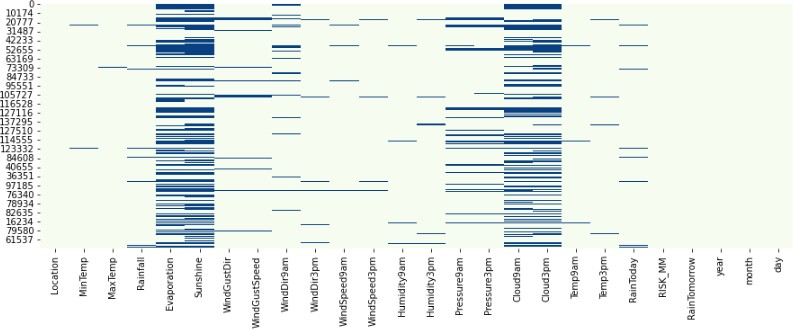 0
10174
20777
31487
42233
52655
63169
73309
84733
95551
105727
116528
127116
137295
127510
114555
123332
84608
40655
36351
97185
76340
78934
82635
16234
79580
61537
Location
MinTemp
MaxTemp
Rainfall
Evaporation
Sunshine
WindGustDir
WindGustSpeed
WindDir9am
WindDir3pm
WindSpeed9am
WindSpeed3pm
Humidity9am
Humidity3pm
Pressure9am
Pressure3pm
Cloud9am
Cloud3pm
Temp9am
Temp3pm
RainToday
RISK_MM
RainTomorrow
year
month
day